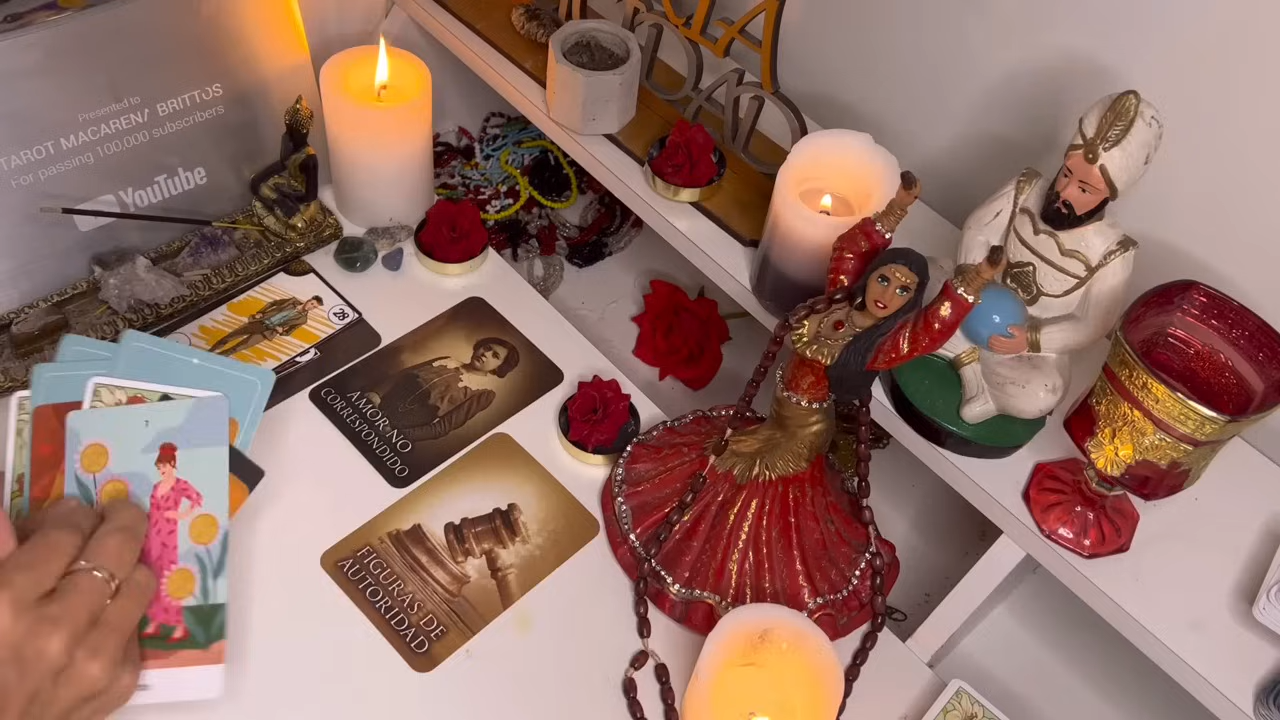 Presented to
TAROT MACARENA BRITTOS
For passing 100,000 subscribers
YouTube
28
AMOR NO
CORRESPONDIDO
FIGURAS DE
AUTORIDAD